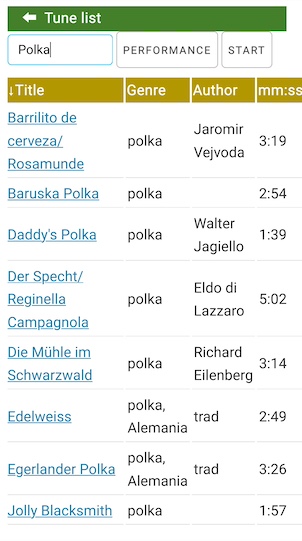 ⬅ Tune list
Polka PERFORMANCE START
↓Title Genre Author mm:ss
Barrilito de
cerveza/
Rosamunde polka Jaromir
Vejvoda 3:19
Baruska Polka polka 2:54
Daddy's Polka polka Walter
Jagiello 1:39
Der Specht/
Reginella
Campagnola polka Eldo di
Lazzaro 5:02
Die Mühle im
Schwarzwald polka Richard
Eilenberg 3:14
Edelweiss polka,
Alemania trad 2:49
Egerlander Polka polka,
Alemania trad 3:26
Jolly Blacksmith polka 1:57